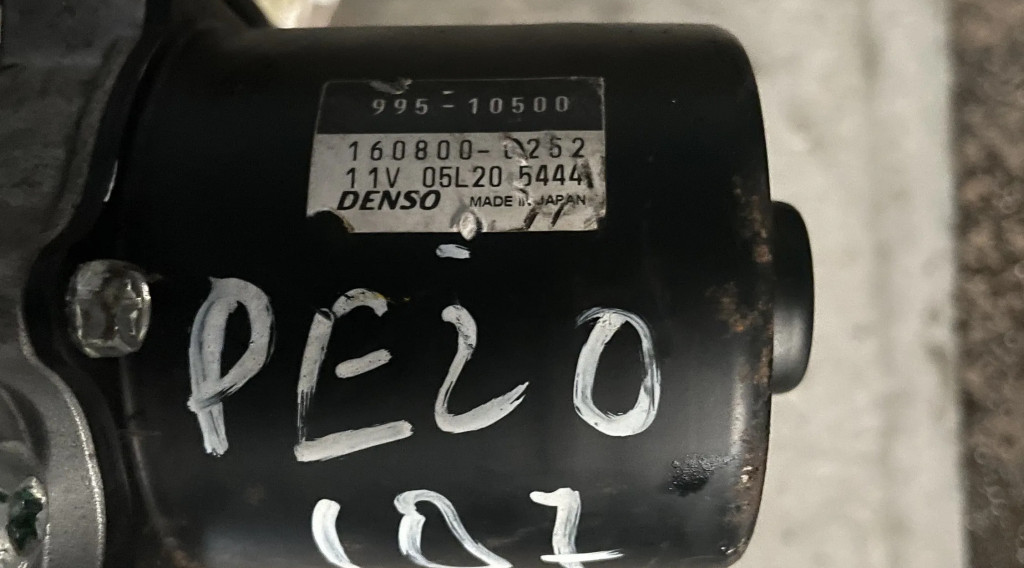 995-10500
160800-0252
11V 05L20 5444
DENSO MADE IN JAPAN
PE20